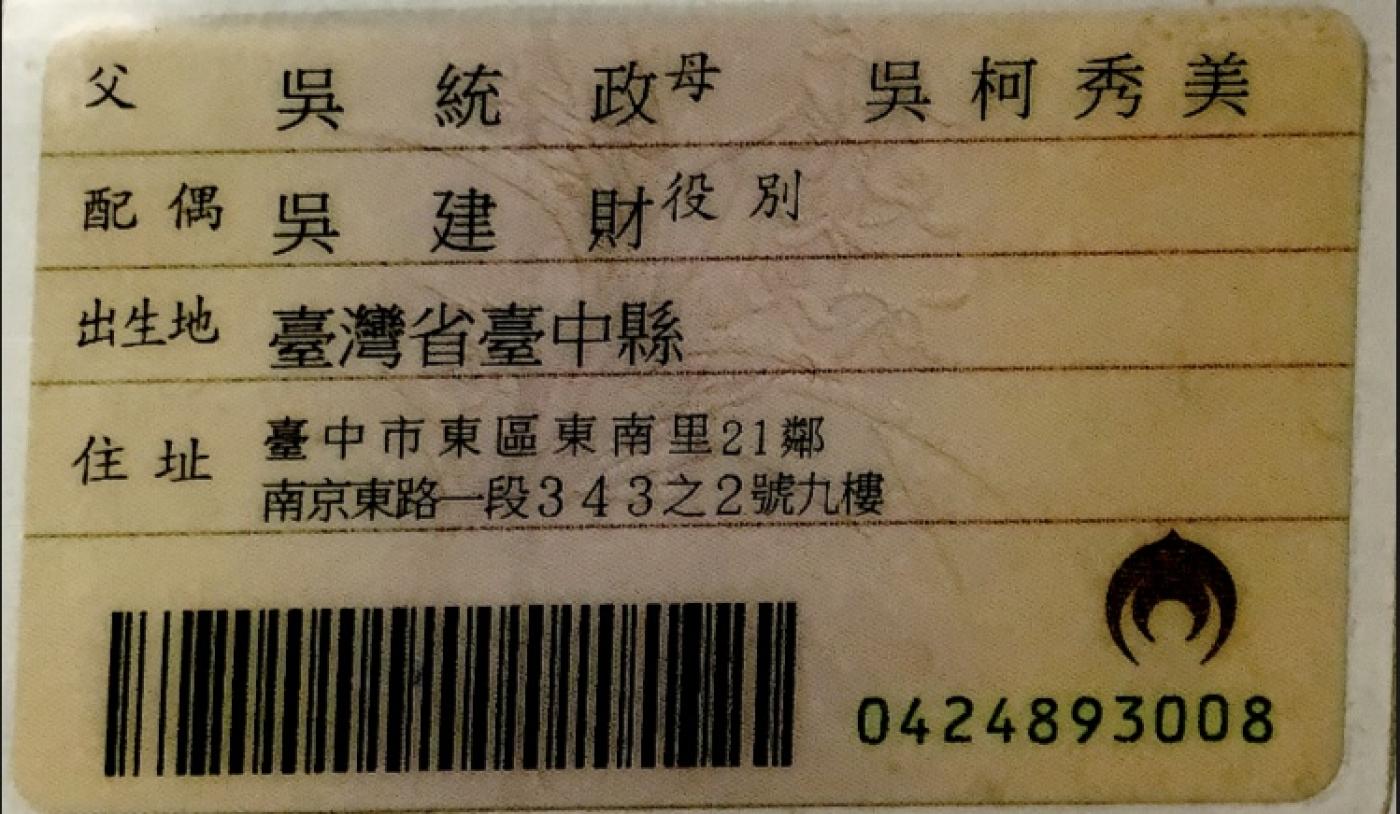 父 吳統政 母 吳柯秀美
配偶 吳建財 役別
出生地 臺灣省臺中縣
住址 臺中市東區東南里21鄰
南京東路一段343之2號九樓
0424893008